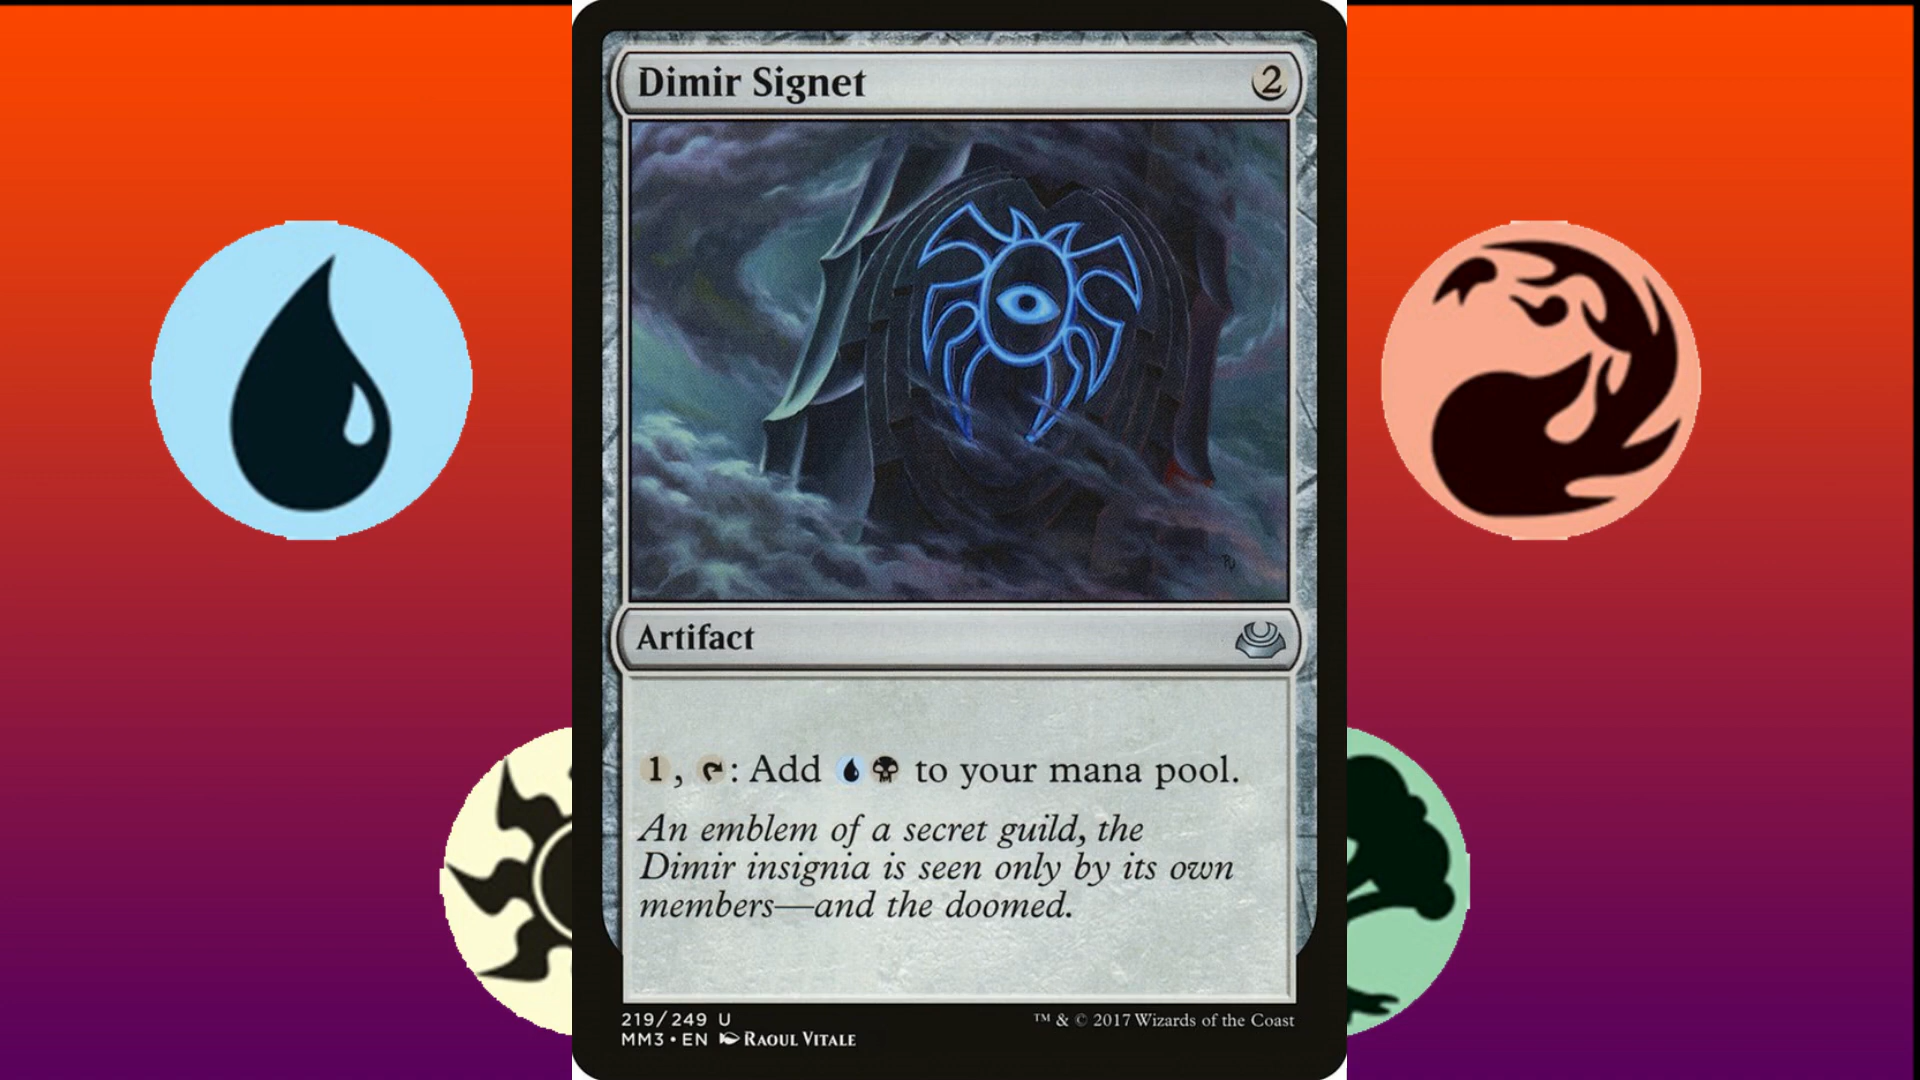 Dimir Signet 2
Artifact
1, : Add to your mana pool.
An emblem of a secret guild, the
Dimir insignia is seen only by its own
members—and the doomed.
219/249 U
MM3 • EN RAOUL VITALE
™ & © 2017 Wizards of the Coast